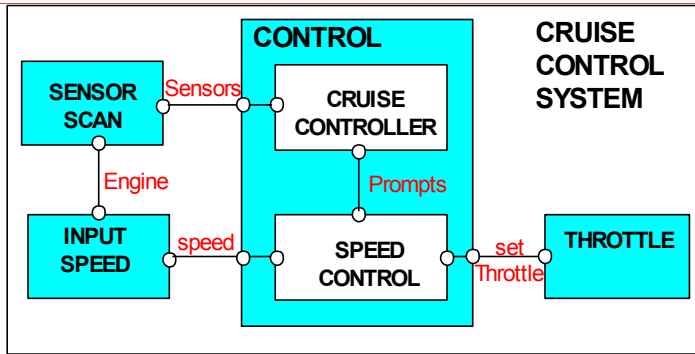 CONTROL
CRUISE
CONTROL
SYSTEM
SENSOR
SCAN
Sensors
CRUISE
CONTROLLER
Engine
Prompts
INPUT
SPEED
speed
SPEED
CONTROL
set
Throttle
THROTTLE